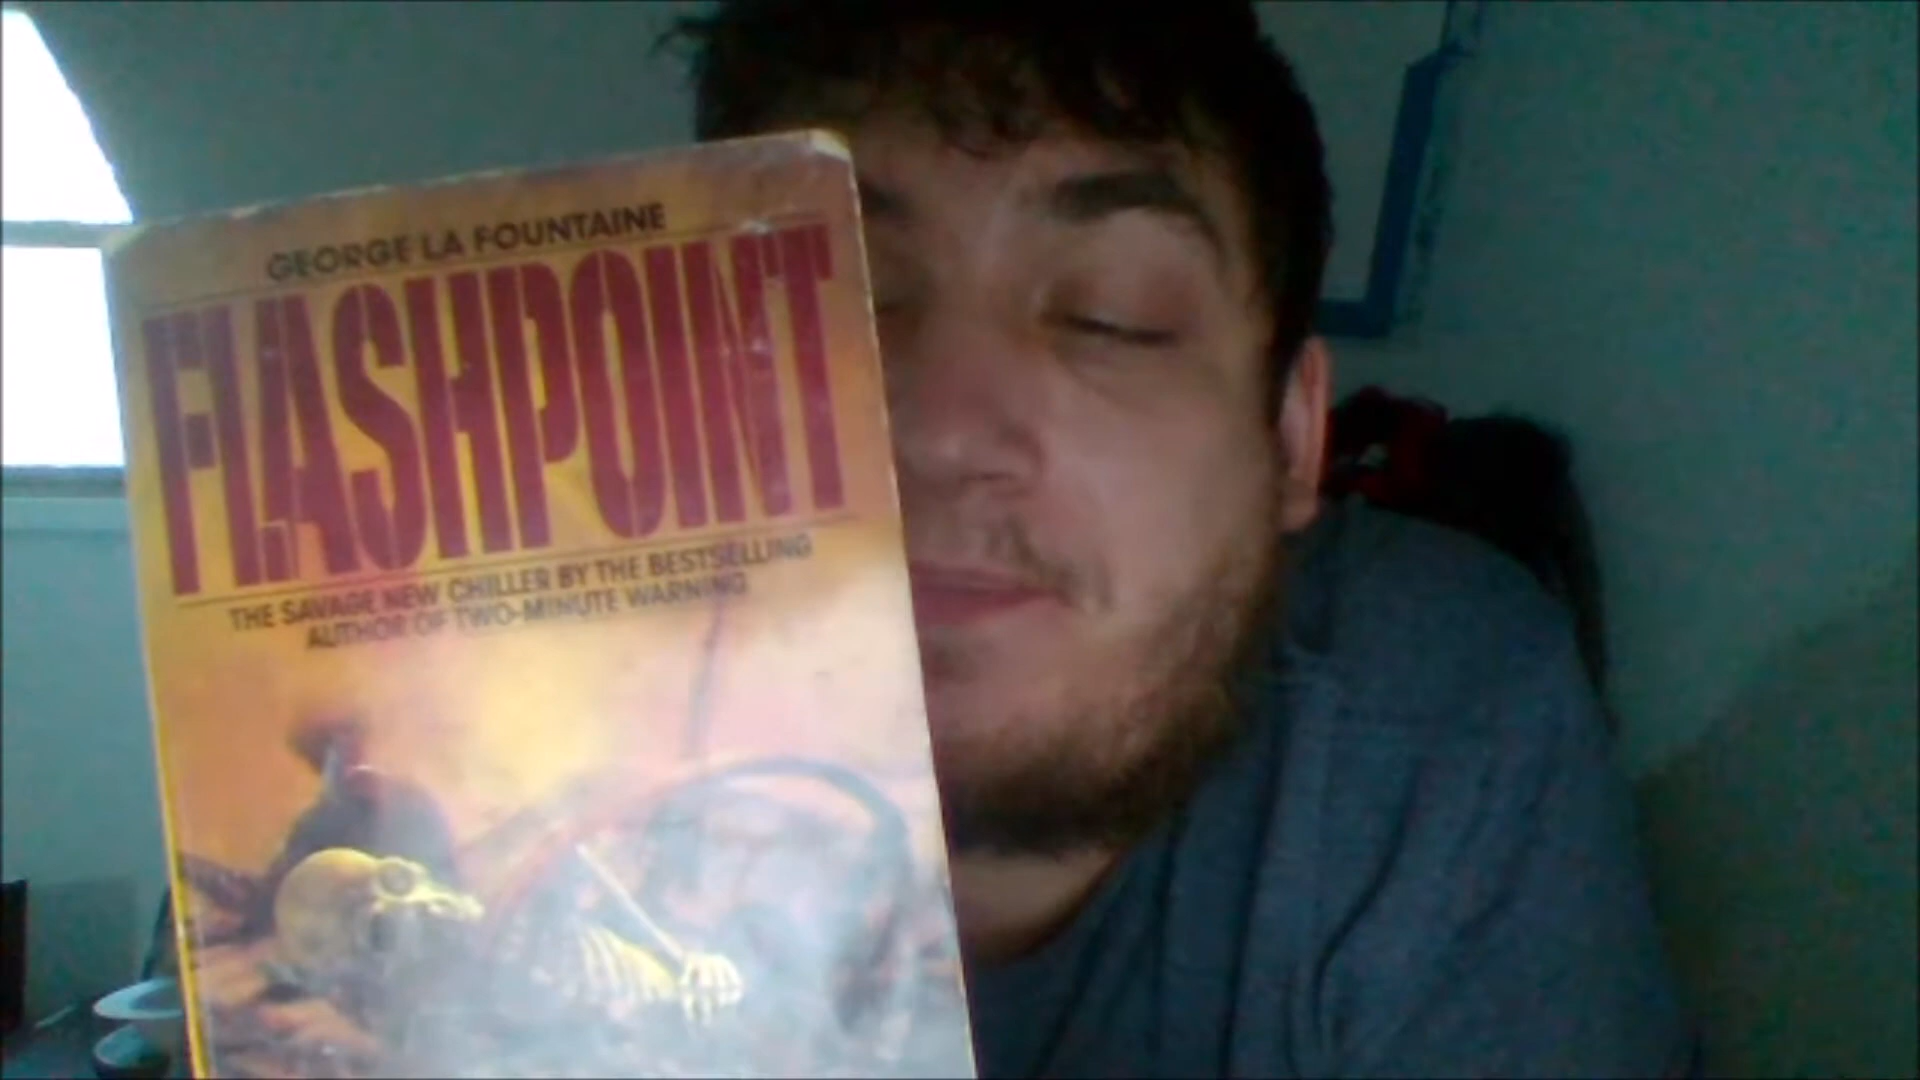 GEORGE LA FOUNTAINE
FLASHPOINT
THE SAVAGE NEW CHILLER BY THE BESTSELLING
AUTHOR OF TWO-MINUTE WARNING